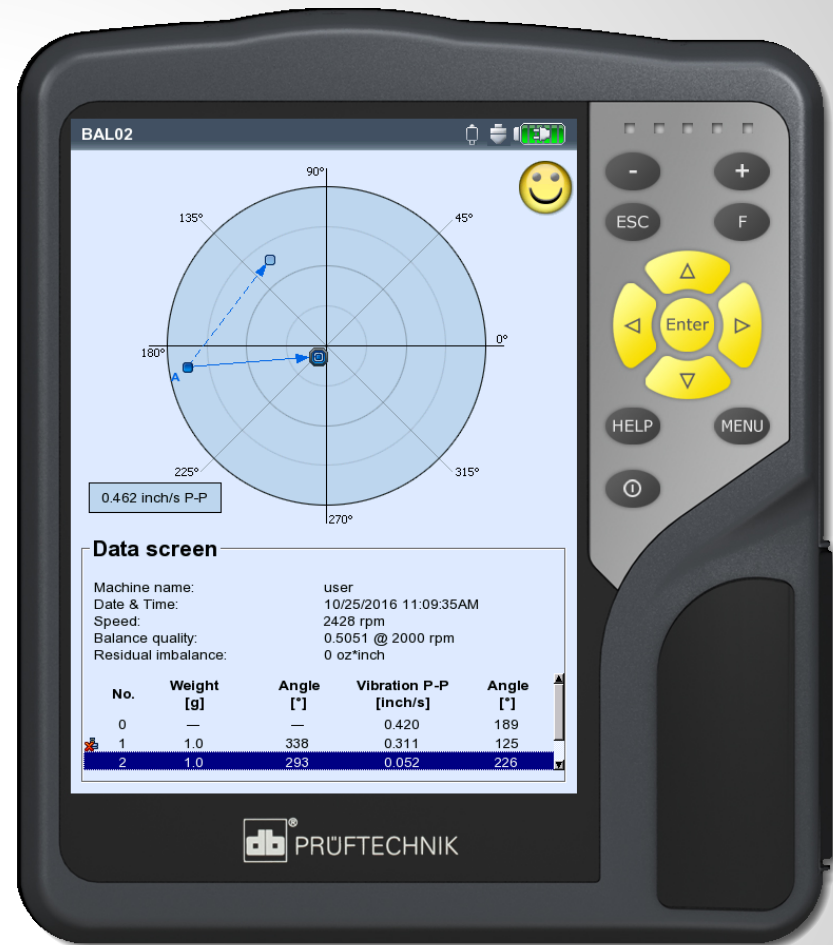 BAL02
90°
135°
45°
180°
0°
A
225°
315°
270°
0.462 inch/s P-P
Data screen
Machine name: user
Date & Time: 10/25/2016 11:09:35AM
Speed: 2428 rpm
Balance quality: 0.5051 @ 2000 rpm
Residual imbalance: 0 oz*inch
No. Weight [g] Angle [°] Vibration P-P [inch/s] Angle [°]
0 — — 0.420 189
1 1.0 338 0.311 125
2 1.0 293 0.052 226
- +
ESC F
Enter
HELP MENU
db® PRÜFTECHNIK